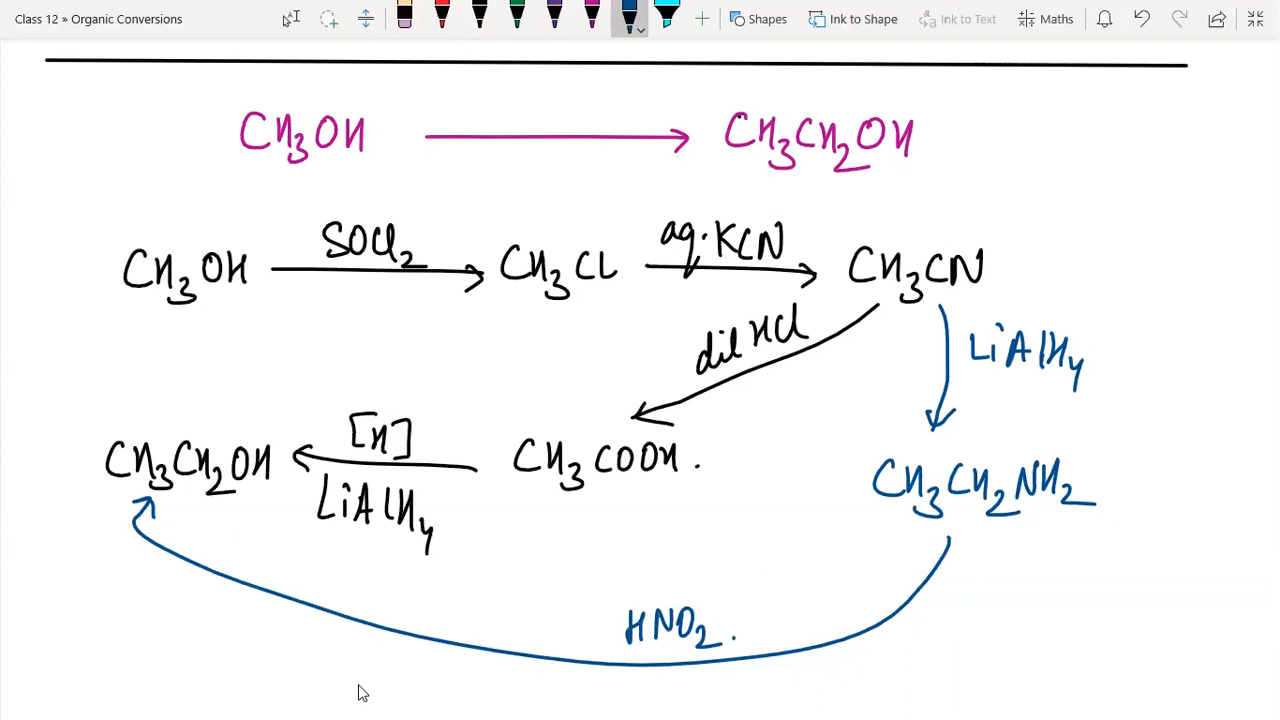 Class 12 » Organic Conversions
Shapes Ink to Shape Ink to Text Maths
CH3OH → CH3CH2OH
CH3OH SOCl2 → CH3Cl aq. KCN → CH3CN
dil HCl LiAlH4
CH3CH2OH ← [H] LiAlH4 CH3COOH.
CH3CH2NH2
HNO2.